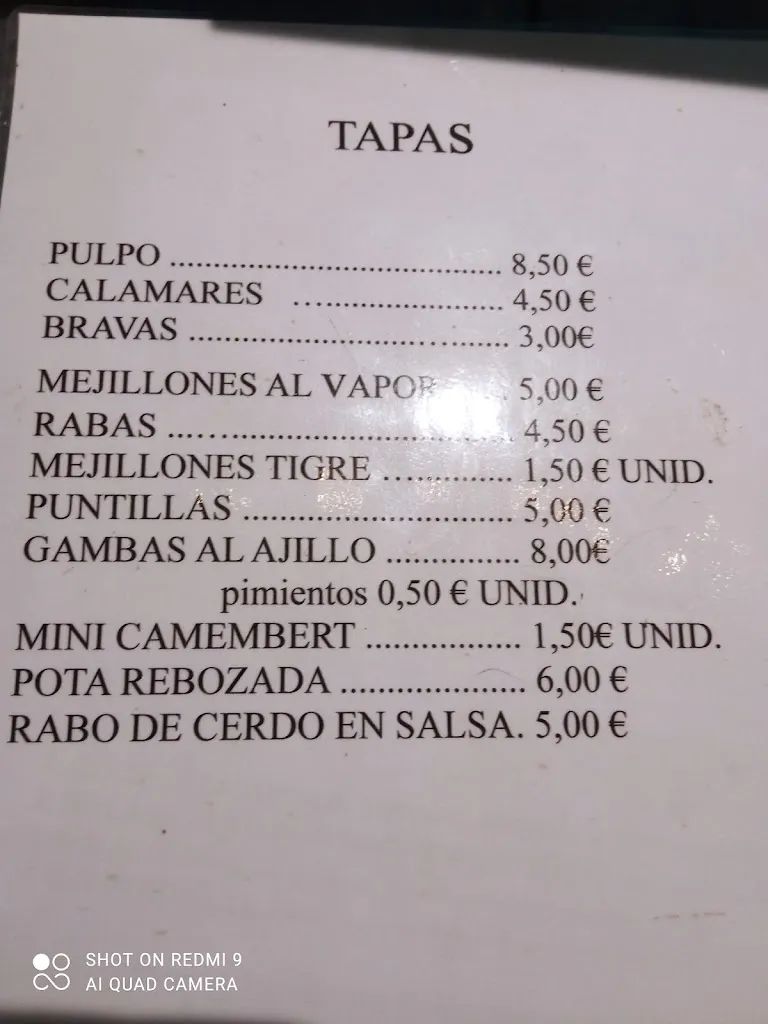 TAPAS
PULPO ...................................... 8,50 €
CALAMARES ........................ 4,50 €
BRAVAS .................................... 3,00€
MEJILLONES AL VAPOR .. 5,00 €
RABAS ....................................... 4,50 €
MEJILLONES TIGRE ............... 1,50 € UNID.
PUNTILLAS ............................... 5,00 €
GAMBAS AL AJILLO ............... 8,00€
pimientos 0,50 € UNID.
MINI CAMEMBERT ................. 1,50€ UNID.
POTA REBOZADA .................... 6,00 €
RABO DE CERDO EN SALSA. 5,00 €
SHOT ON REDMI 9
AI QUAD CAMERA